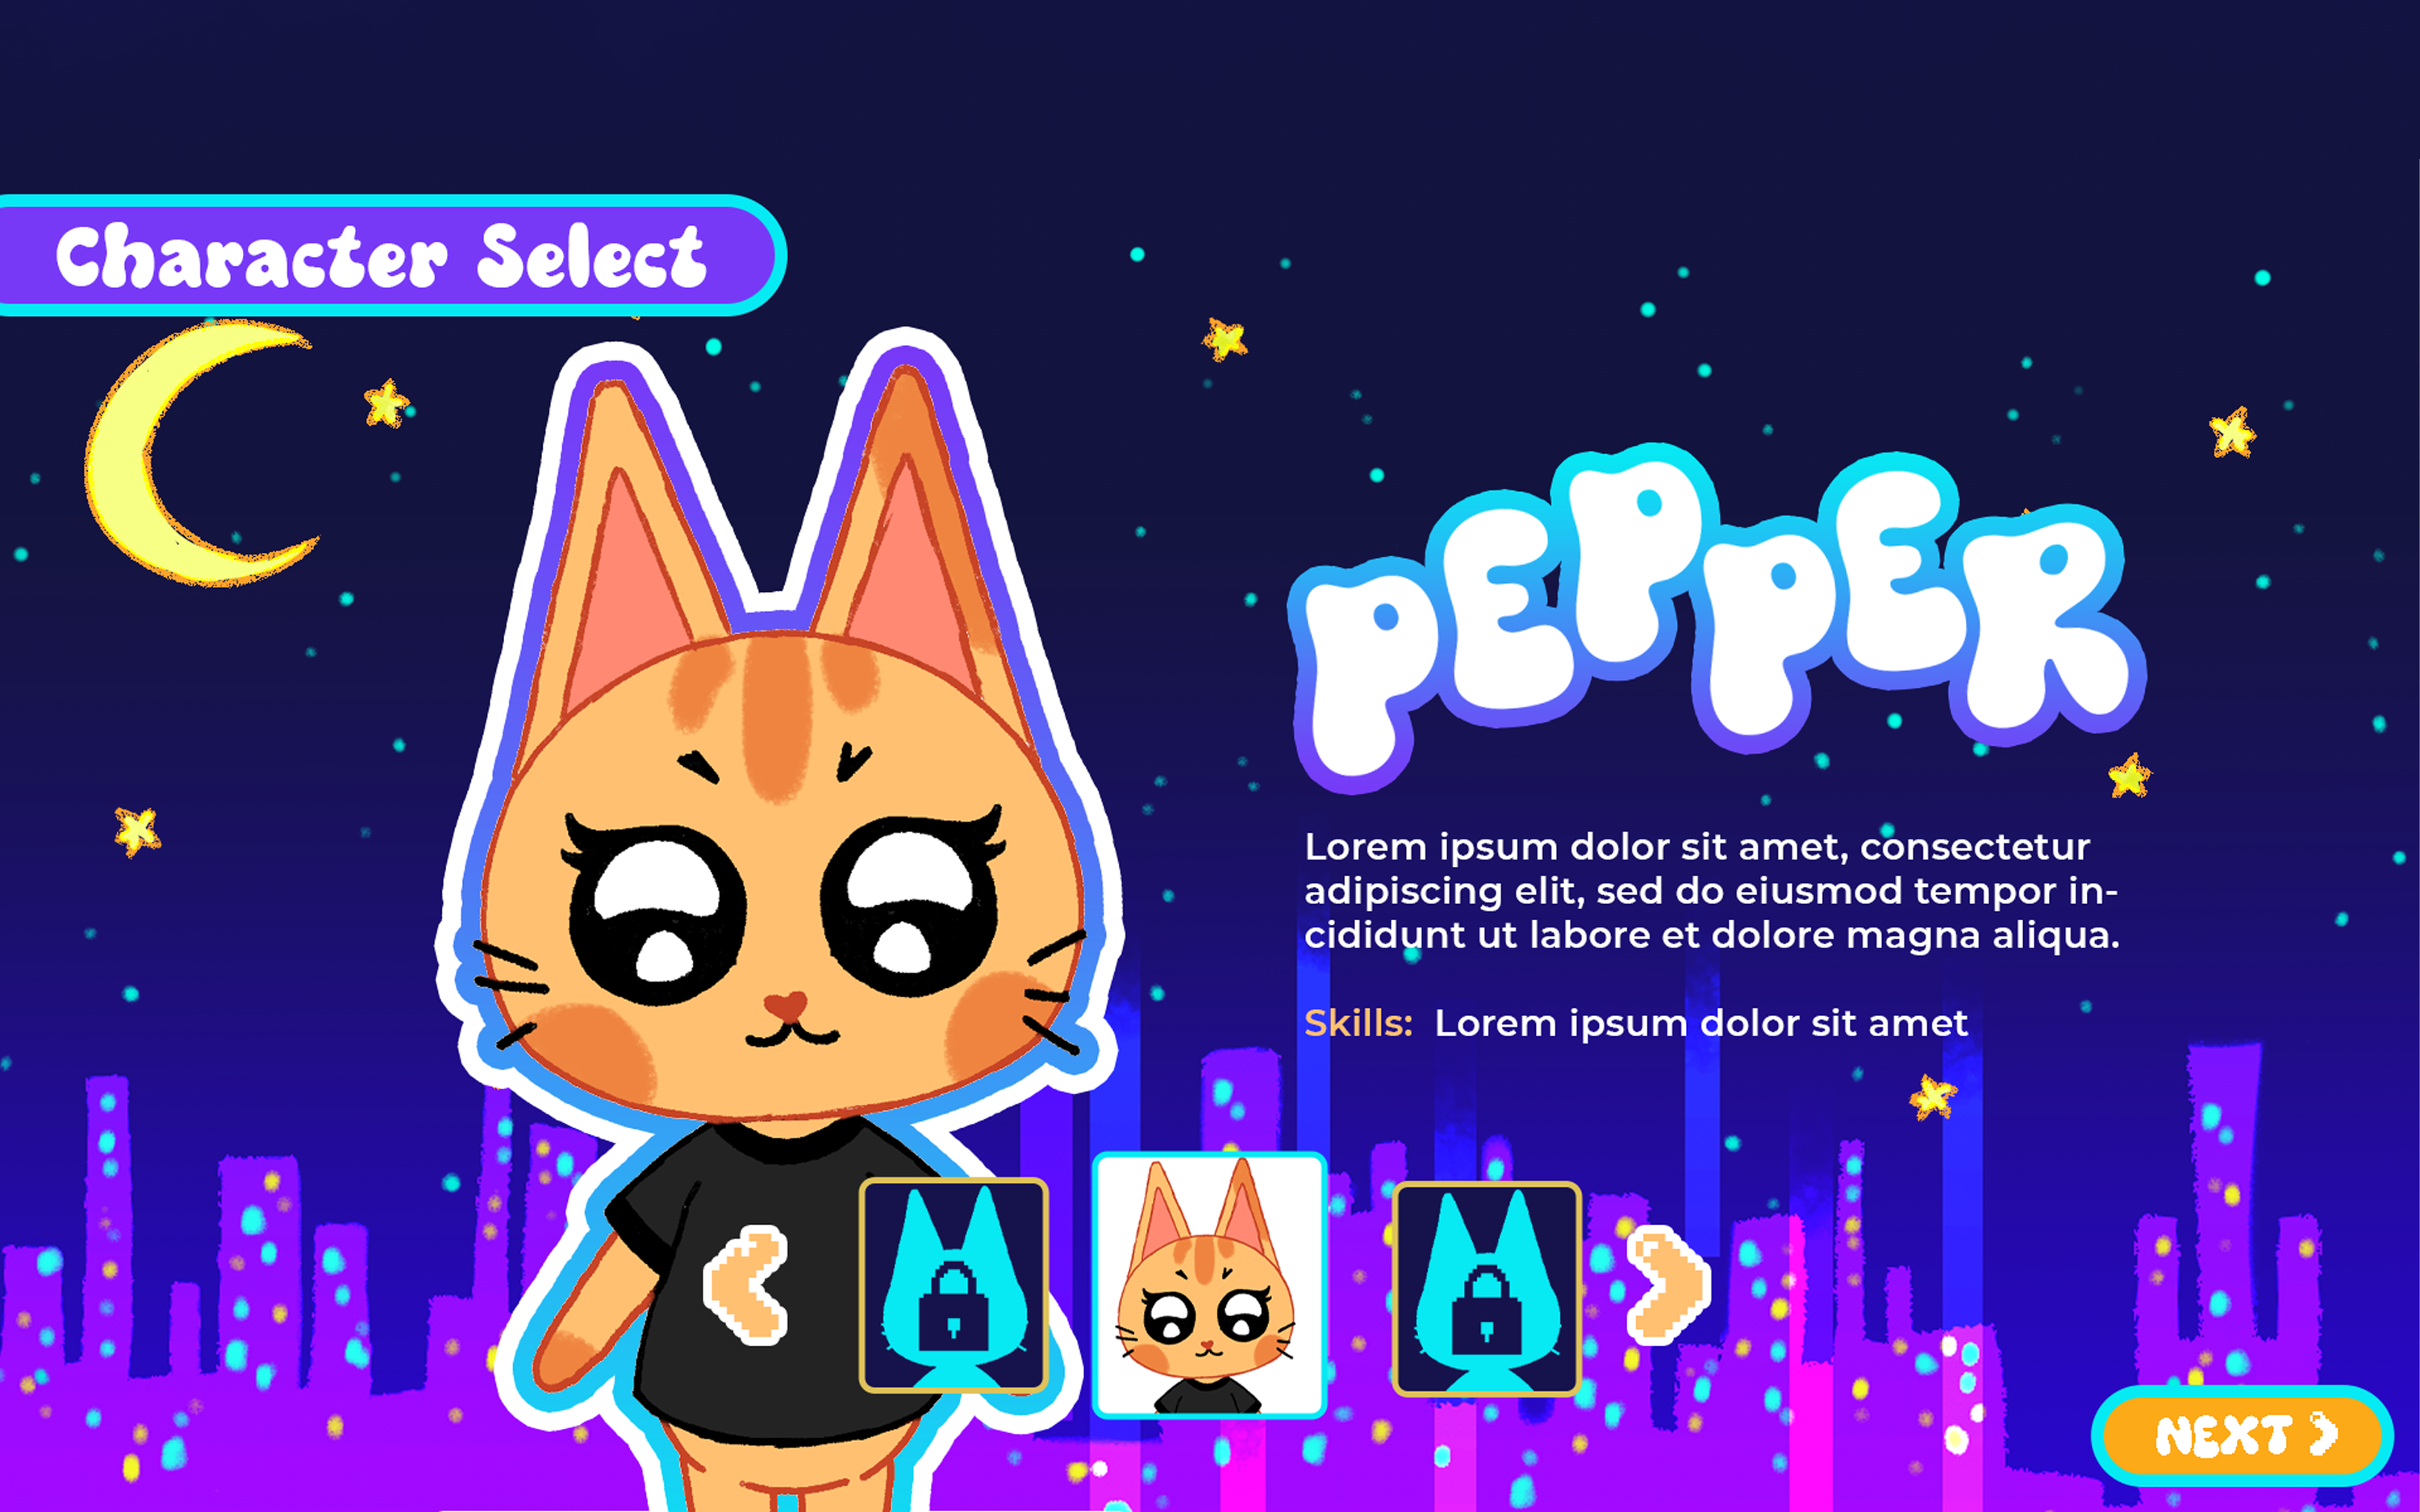 Character Select
PEPPER
Lorem ipsum dolor sit amet, consectetur
adipiscing elit, sed do eiusmod tempor in-
cididunt ut labore et dolore magna aliqua.
Skills: Lorem ipsum dolor sit amet
NEXT